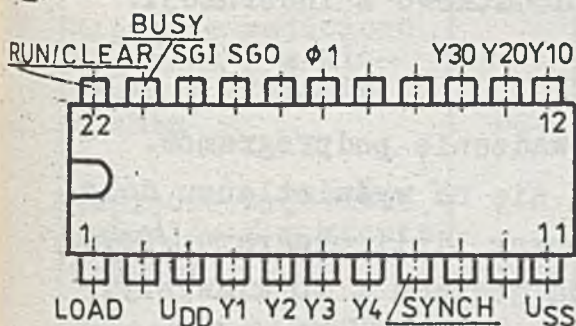 BUSY
RUN/CLEAR SGI SGO ϕ1 Y30 Y20 Y10
22 12
1 11
LOAD UDD Y1 Y2 Y3 Y4 /SYNCH USS